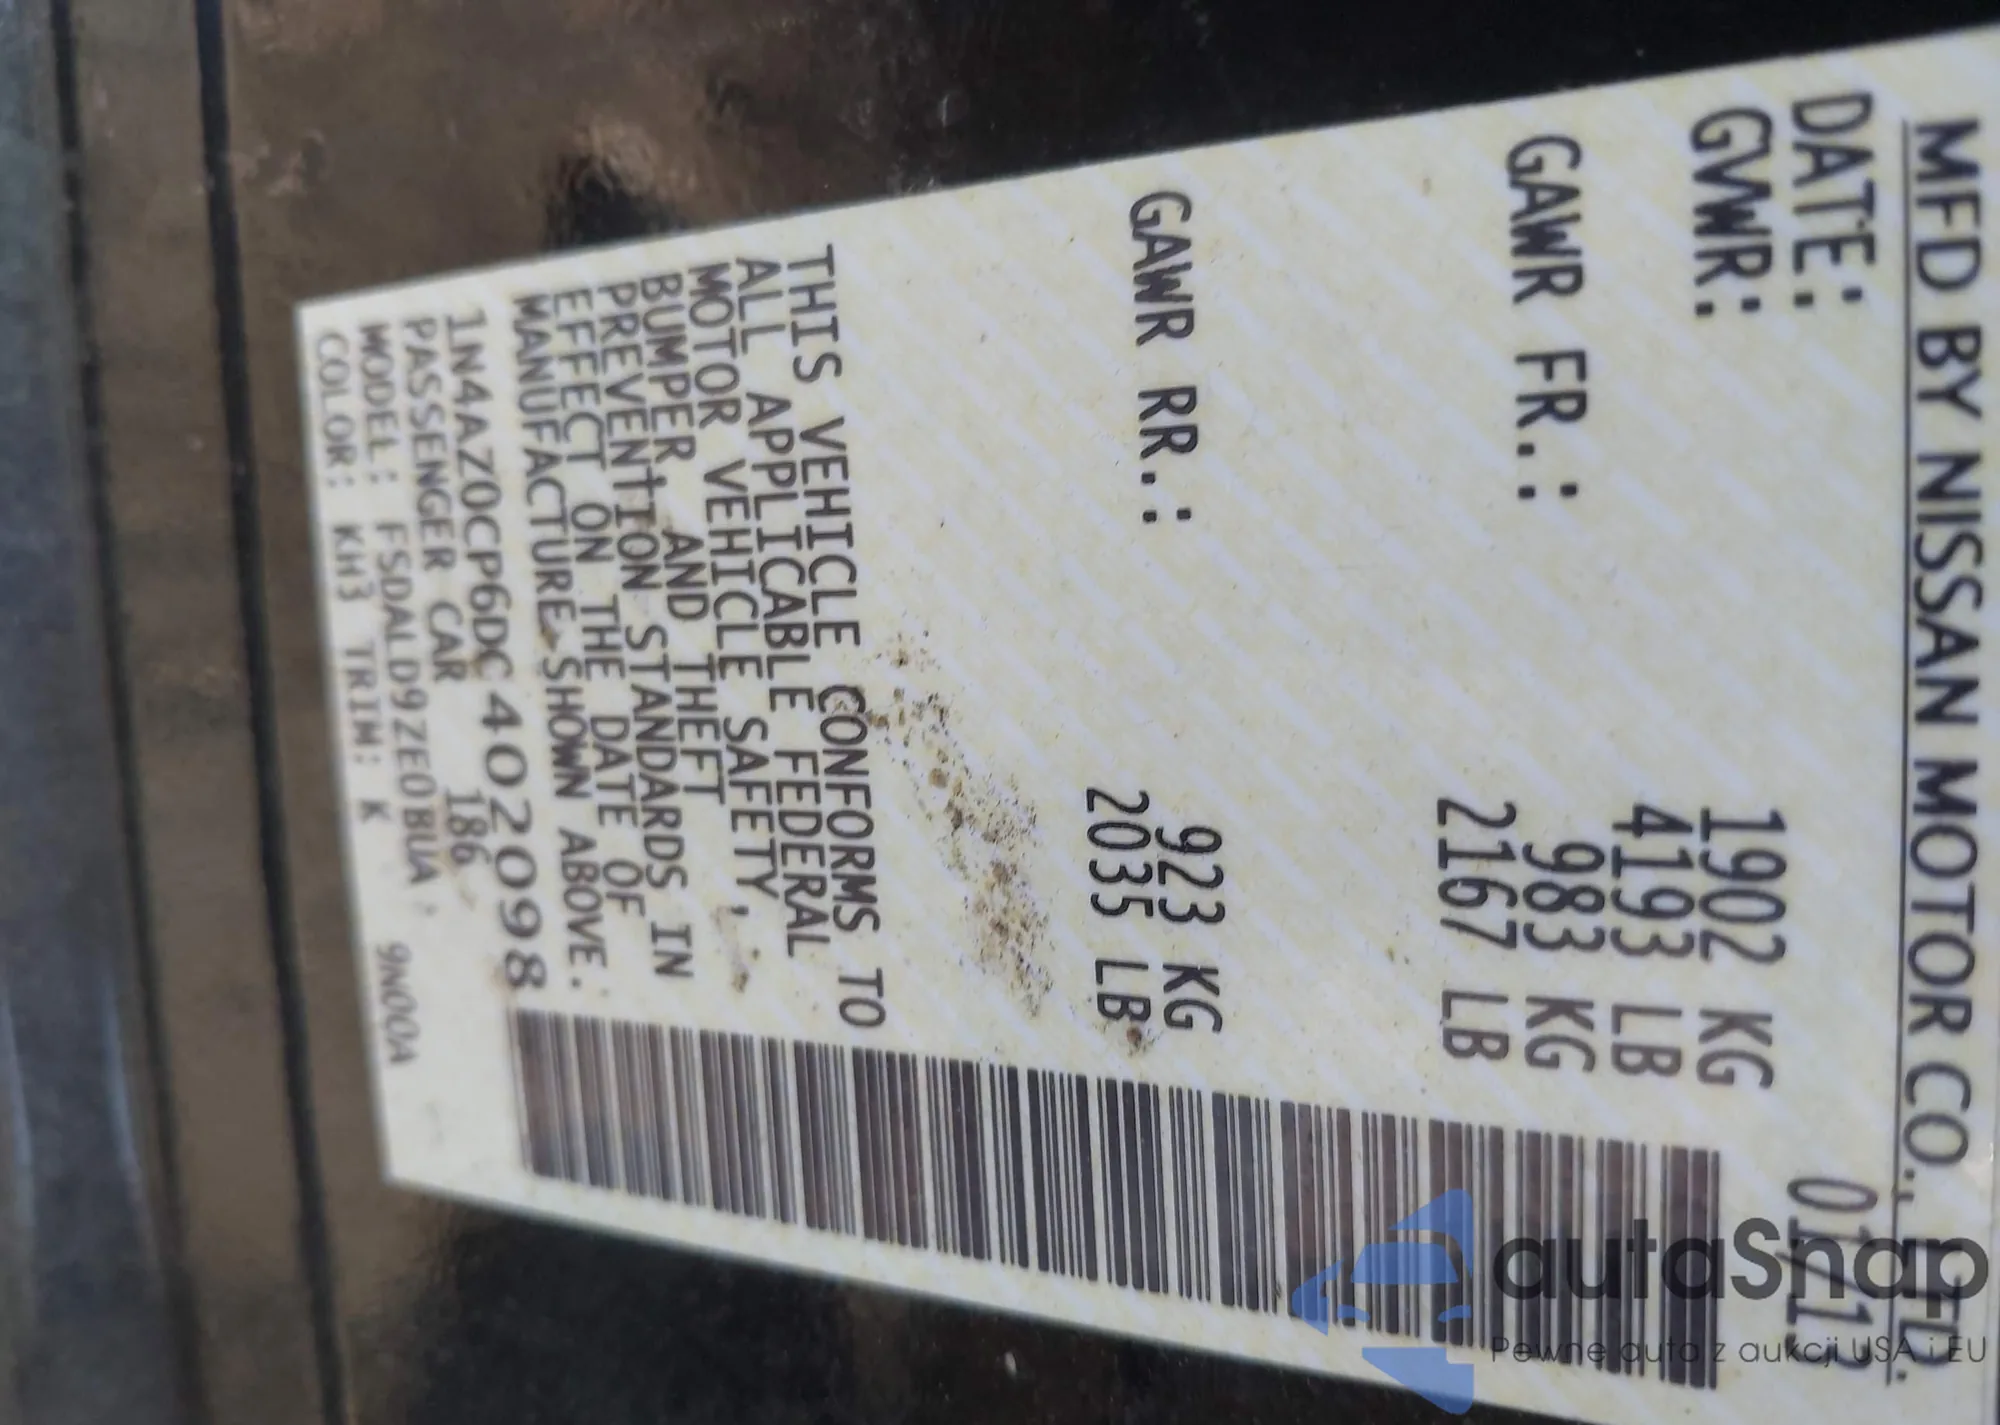 MFD BY NISSAN MOTOR CO., LTD.
DATE: 01/13
GVWR: 1902 KG
4193 LB
GAWR FR.: 983 KG
2167 LB
GAWR RR.: 923 KG
2035 LB
THIS VEHICLE CONFORMS TO
ALL APPLICABLE FEDERAL
MOTOR VEHICLE SAFETY,
BUMPER, AND THEFT
PREVENTION STANDARDS IN
EFFECT ON THE DATE OF
MANUFACTURE SHOWN ABOVE.
1N4AZ0CP6DC402098
PASSENGER CAR 186
MODEL: FSDALD9ZE0BUA 9N00A
COLOR: KH3 TRIM: K
autaSnap
Pewne auta z aukcji USA i EU